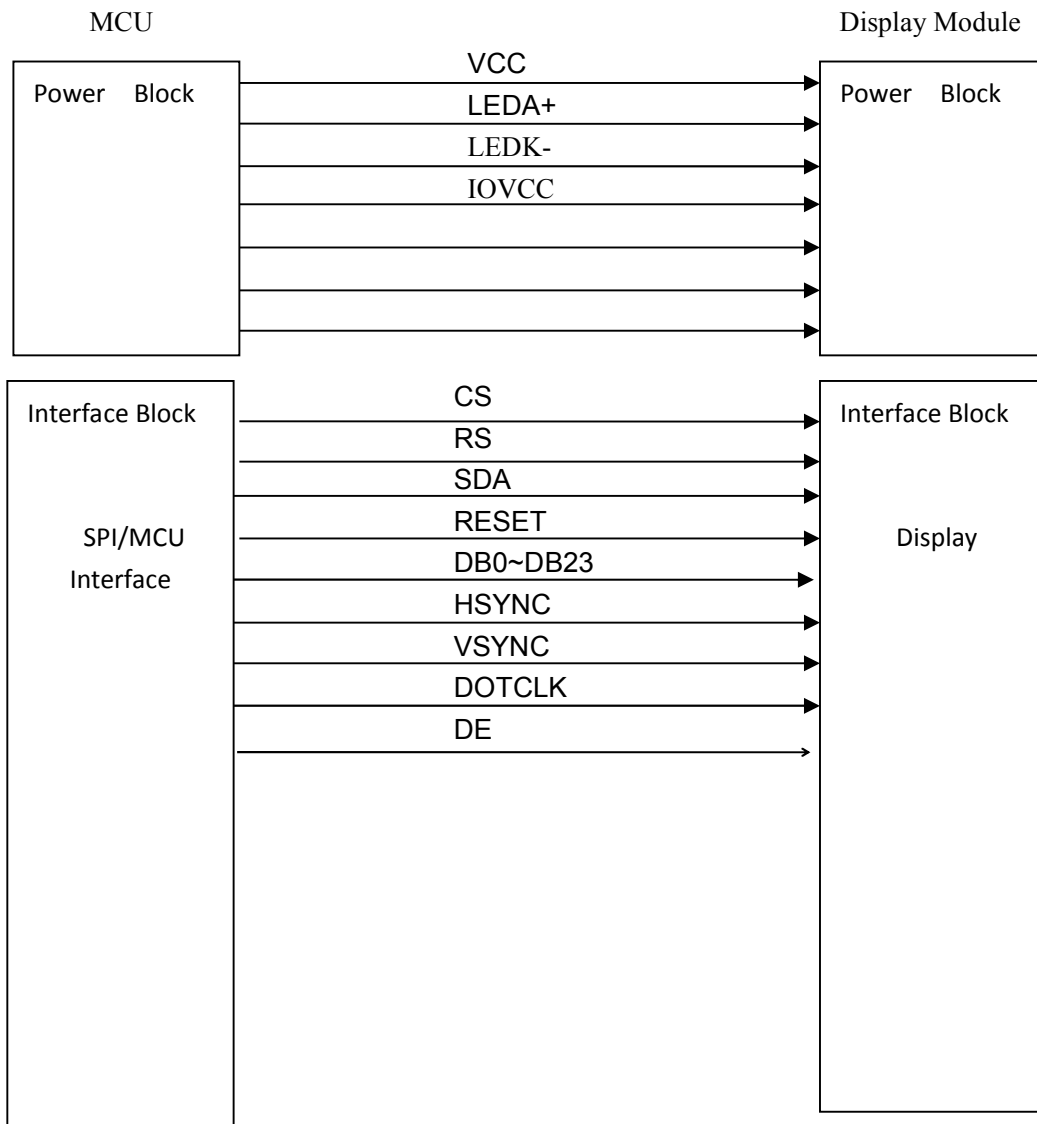 MCU
Display Module
Power Block
VCC
LEDA+
LEDK-
IOVCC
Power Block
Interface Block
SPI/MCU
Interface
CS
RS
SDA
RESET
DB0~DB23
HSYNC
VSYNC
DOTCLK
DE
Interface Block
Display